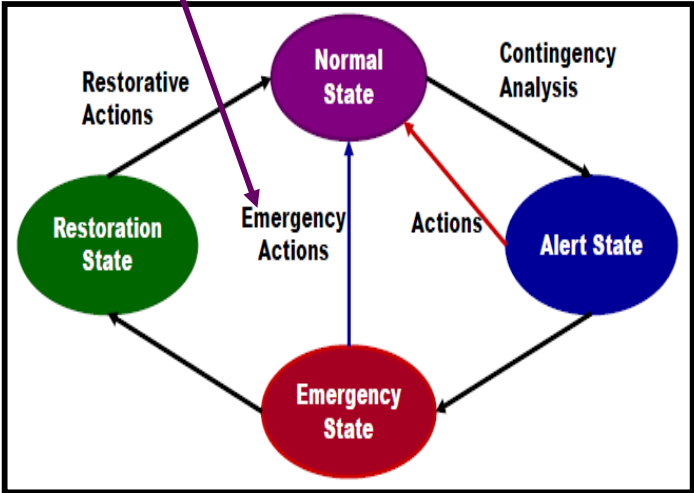 Normal
State
Contingency
Analysis
Restorative
Actions
Restoration
State
Emergency
Actions
Actions
Alert State
Emergency
State